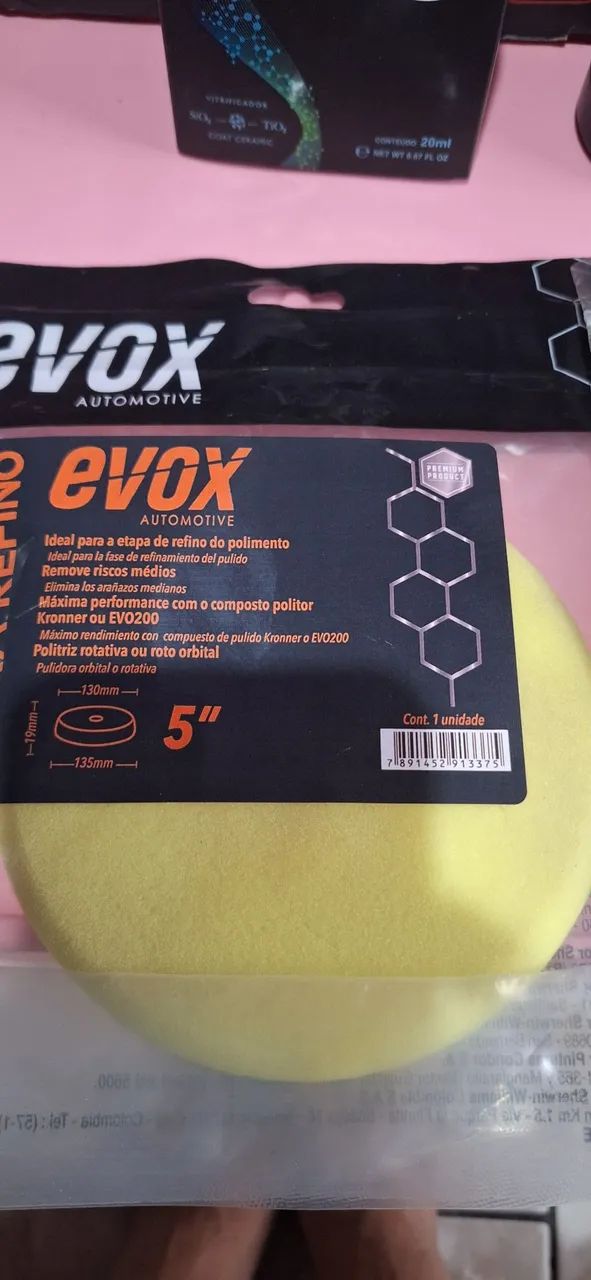 VITRIFICADOR
SiO₂ TiO₂
COAT CERAMIC
CONTEÚDO 20ml
NET WT 0.67 FL OZ
evox
AUTOMOTIVE
REFINO
evox
AUTOMOTIVE
PREMIUM
PRODUCT
Ideal para a etapa de refino do polimento
Ideal para la fase de refinamiento del pulido
Remove riscos médios
Elimina los arañazos medianos
Máxima performance com o composto politor
Kronner ou EVO200
Máximo rendimiento con compuesto de pulido Kronner o EVO200
Politriz rotativa ou roto orbital
Pulidora orbital o rotativa
130mm
19mm
135mm
5"
Cont. 1 unidade
7 891452 913375